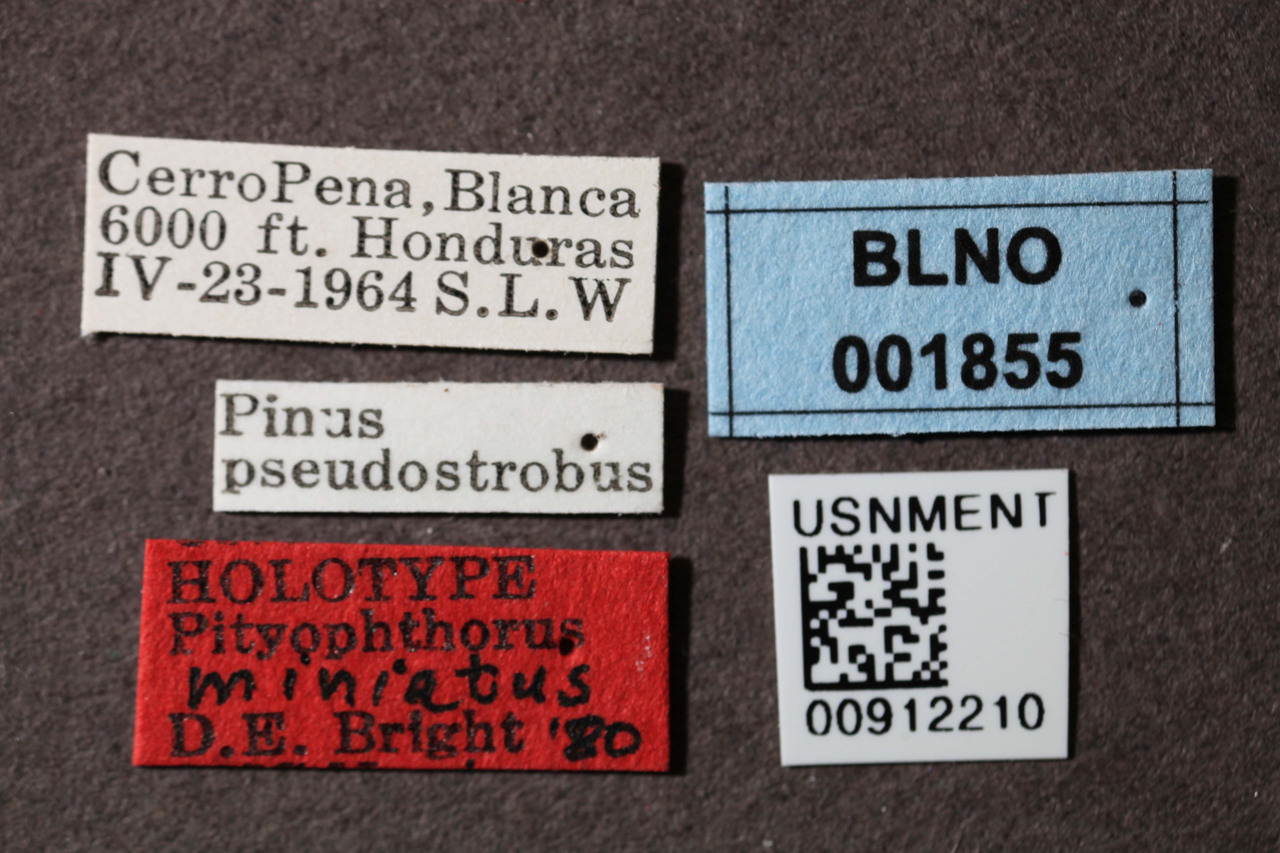 CerroPena, Blanca
6000 ft. Honduras
IV-23-1964 S.L.W
Pinus
pseudostrobus
HOLOTYPE
Pityophthorus
miniatus
D.E. Bright '80
BLNO
001855
USNMENT
00912210